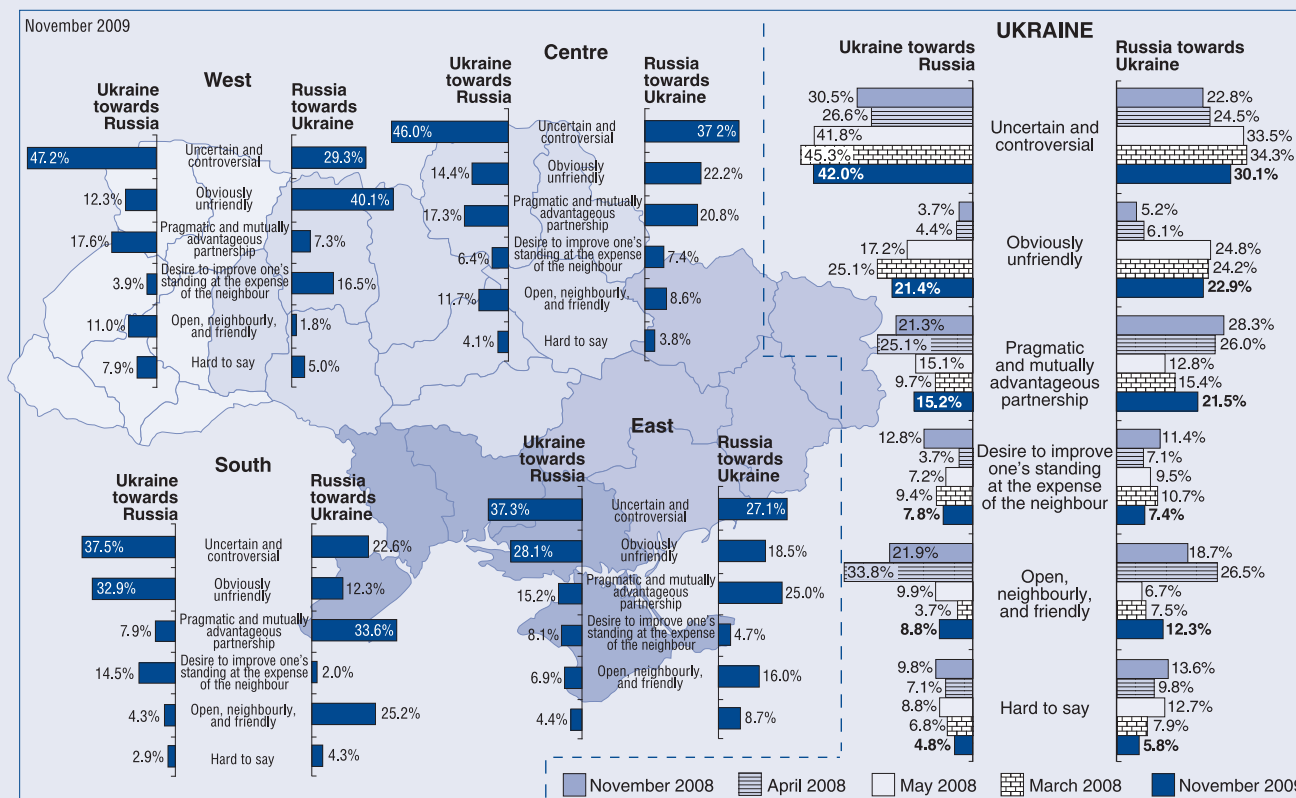 November 2009
West
Ukraine
towards
Russia
Russia
towards
Ukraine
47.2%
Uncertain and
controversial
29.3%
12.3%
Obviously
unfriendly
40.1%
17.6%
Pragmatic and mutually
advantageous
partnership
7.3%
3.9%
Desire to improve one's
standing at the expense
of the neighbour
16.5%
11.0%
Open, neighbourly,
and friendly
1.8%
7.9%
Hard to say
5.0%
Centre
Ukraine
towards
Russia
Russia
towards
Ukraine
46.0%
Uncertain and
controversial
37 2%
14.4%
Obviously
unfriendly
22.2%
17.3%
Pragmatic and mutually
advantageous
partnership
20.8%
6.4%
Desire to improve one's
standing at the expense
of the neighbour
7.4%
11.7%
Open, neighbourly,
and friendly
8.6%
4.1%
Hard to say
3.8%
South
Ukraine
towards
Russia
Russia
towards
Ukraine
37.5%
Uncertain and
controversial
22.6%
32.9%
Obviously
unfriendly
12.3%
7.9%
Pragmatic and mutually
advantageous
partnership
33.6%
14.5%
Desire to improve one's
standing at the expense
of the neighbour
2.0%
4.3%
Open, neighbourly,
and friendly
25.2%
2.9%
Hard to say
4.3%
East
Ukraine
towards
Russia
Russia
towards
Ukraine
37.3%
Uncertain and
controversial
27.1%
28.1%
Obviously
unfriendly
18.5%
15.2%
Pragmatic and mutually
advantageous
partnership
25.0%
8.1%
Desire to improve one's
standing at the expense
of the neighbour
4.7%
6.9%
Open, neighbourly,
and friendly
16.0%
4.4%
8.7%
UKRAINE
Ukraine towards
Russia
Russia towards
Ukraine
30.5%
26.6%
41.8%
45.3%
42.0%
Uncertain and
controversial
22.8%
24.5%
33.5%
34.3%
30.1%
3.7%
4.4%
17.2%
25.1%
21.4%
Obviously
unfriendly
5.2%
6.1%
24.8%
24.2%
22.9%
21.3%
25.1%
15.1%
9.7%
15.2%
Pragmatic
and mutually
advantageous
partnership
28.3%
26.0%
12.8%
15.4%
21.5%
12.8%
3.7%
7.2%
9.4%
7.8%
Desire to improve
one's standing
at the expense
of the neighbour
11.4%
7.1%
9.5%
10.7%
7.4%
21.9%
33.8%
9.9%
3.7%
8.8%
Open,
neighbourly,
and friendly
18.7%
26.5%
6.7%
7.5%
12.3%
9.8%
7.1%
8.8%
6.8%
4.8%
Hard to say
13.6%
9.8%
12.7%
7.9%
5.8%
November 2008
April 2008
May 2008
March 2008
November 2009